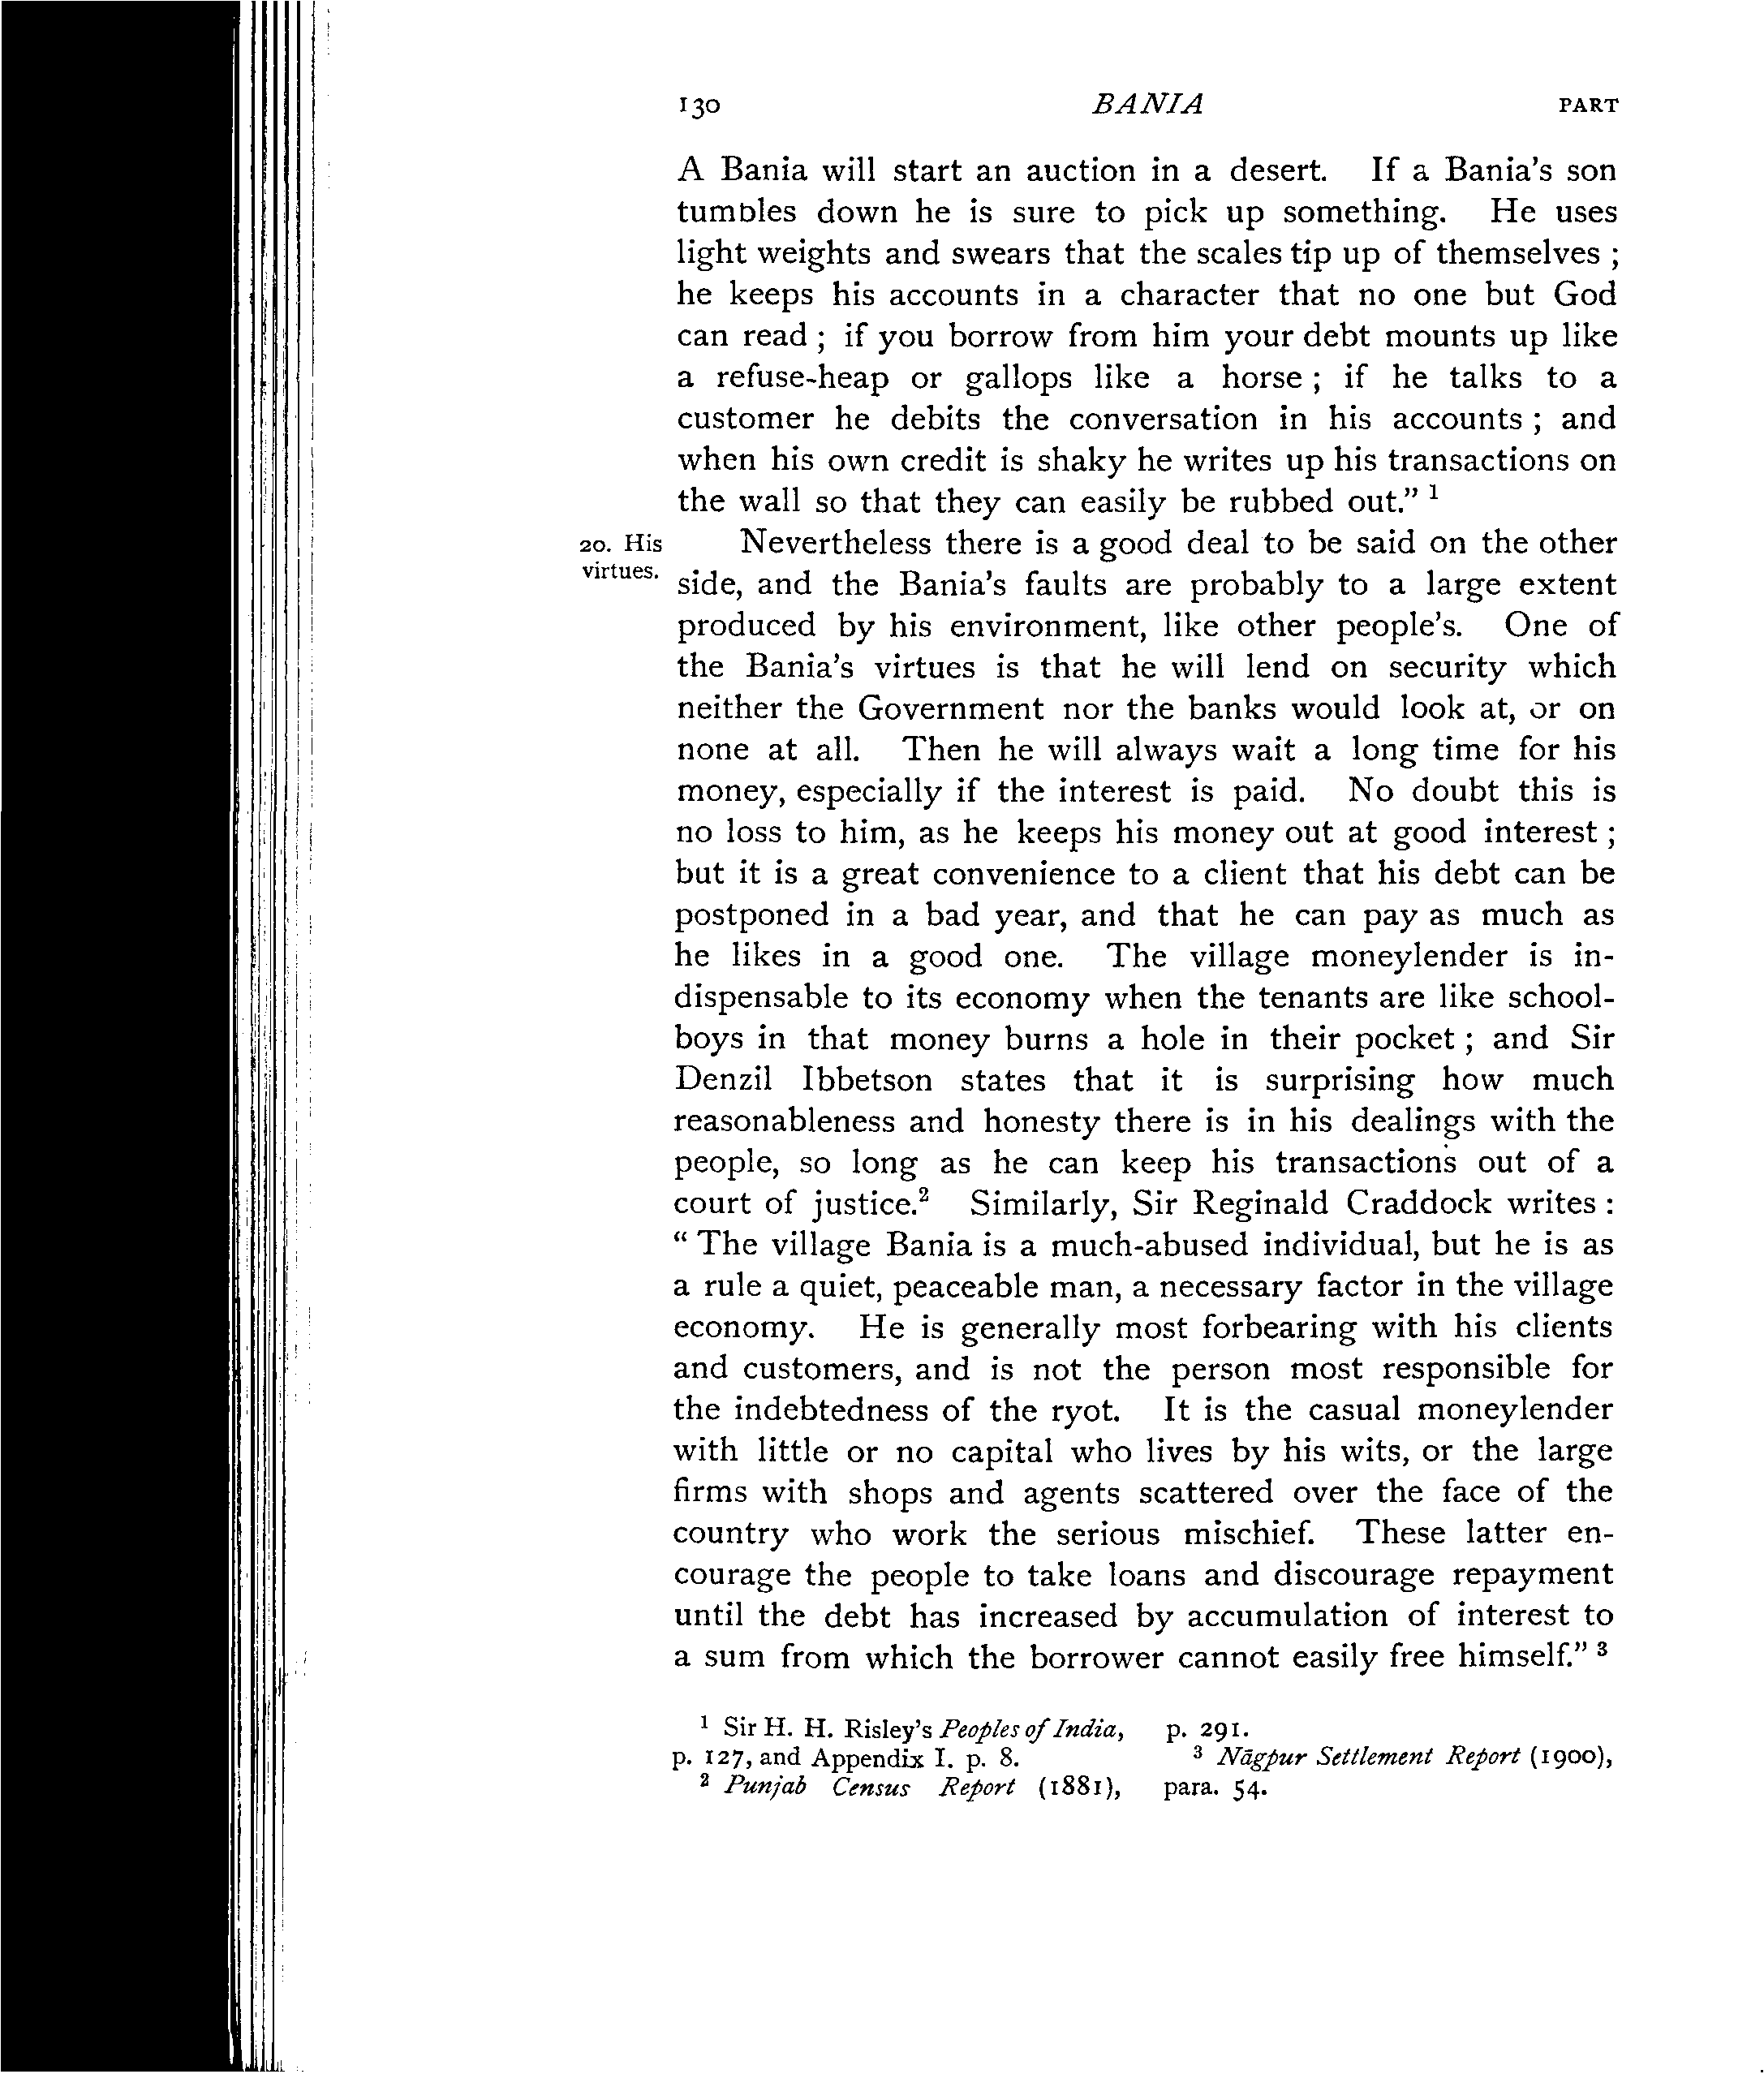 130 BANIA PART
A Bania will start an auction in a desert. If a Bania's son
tumbles down he is sure to pick up something. He uses
light weights and swears that the scales tip up of themselves ;
he keeps his accounts in a character that no one but God
can read ; if you borrow from him your debt mounts up like
a refuse-heap or gallops like a horse ; if he talks to a
customer he debits the conversation in his accounts ; and
when his own credit is shaky he writes up his transactions on
the wall so that they can easily be rubbed out." 1
20. His
virtues.
Nevertheless there is a good deal to be said on the other
side, and the Bania's faults are probably to a large extent
produced by his environment, like other people's. One of
the Bania's virtues is that he will lend on security which
neither the Government nor the banks would look at, or on
none at all. Then he will always wait a long time for his
money, especially if the interest is paid. No doubt this is
no loss to him, as he keeps his money out at good interest ;
but it is a great convenience to a client that his debt can be
postponed in a bad year, and that he can pay as much as
he likes in a good one. The village moneylender is in-
dispensable to its economy when the tenants are like school-
boys in that money burns a hole in their pocket ; and Sir
Denzil Ibbetson states that it is surprising how much
reasonableness and honesty there is in his dealings with the
people, so long as he can keep his transactions out of a
court of justice.2 Similarly, Sir Reginald Craddock writes :
" The village Bania is a much-abused individual, but he is as
a rule a quiet, peaceable man, a necessary factor in the village
economy. He is generally most forbearing with his clients
and customers, and is not the person most responsible for
the indebtedness of the ryot. It is the casual moneylender
with little or no capital who lives by his wits, or the large
firms with shops and agents scattered over the face of the
country who work the serious mischief. These latter en-
courage the people to take loans and discourage repayment
until the debt has increased by accumulation of interest to
a sum from which the borrower cannot easily free himself." 3
1 Sir H. H. Risley's Peoples of India,
p. 127, and Appendix I. p. 8.
2 Punjab Census Report (1881),
p. 291.
3 Nāgpur Settlement Report (1900),
para. 54.